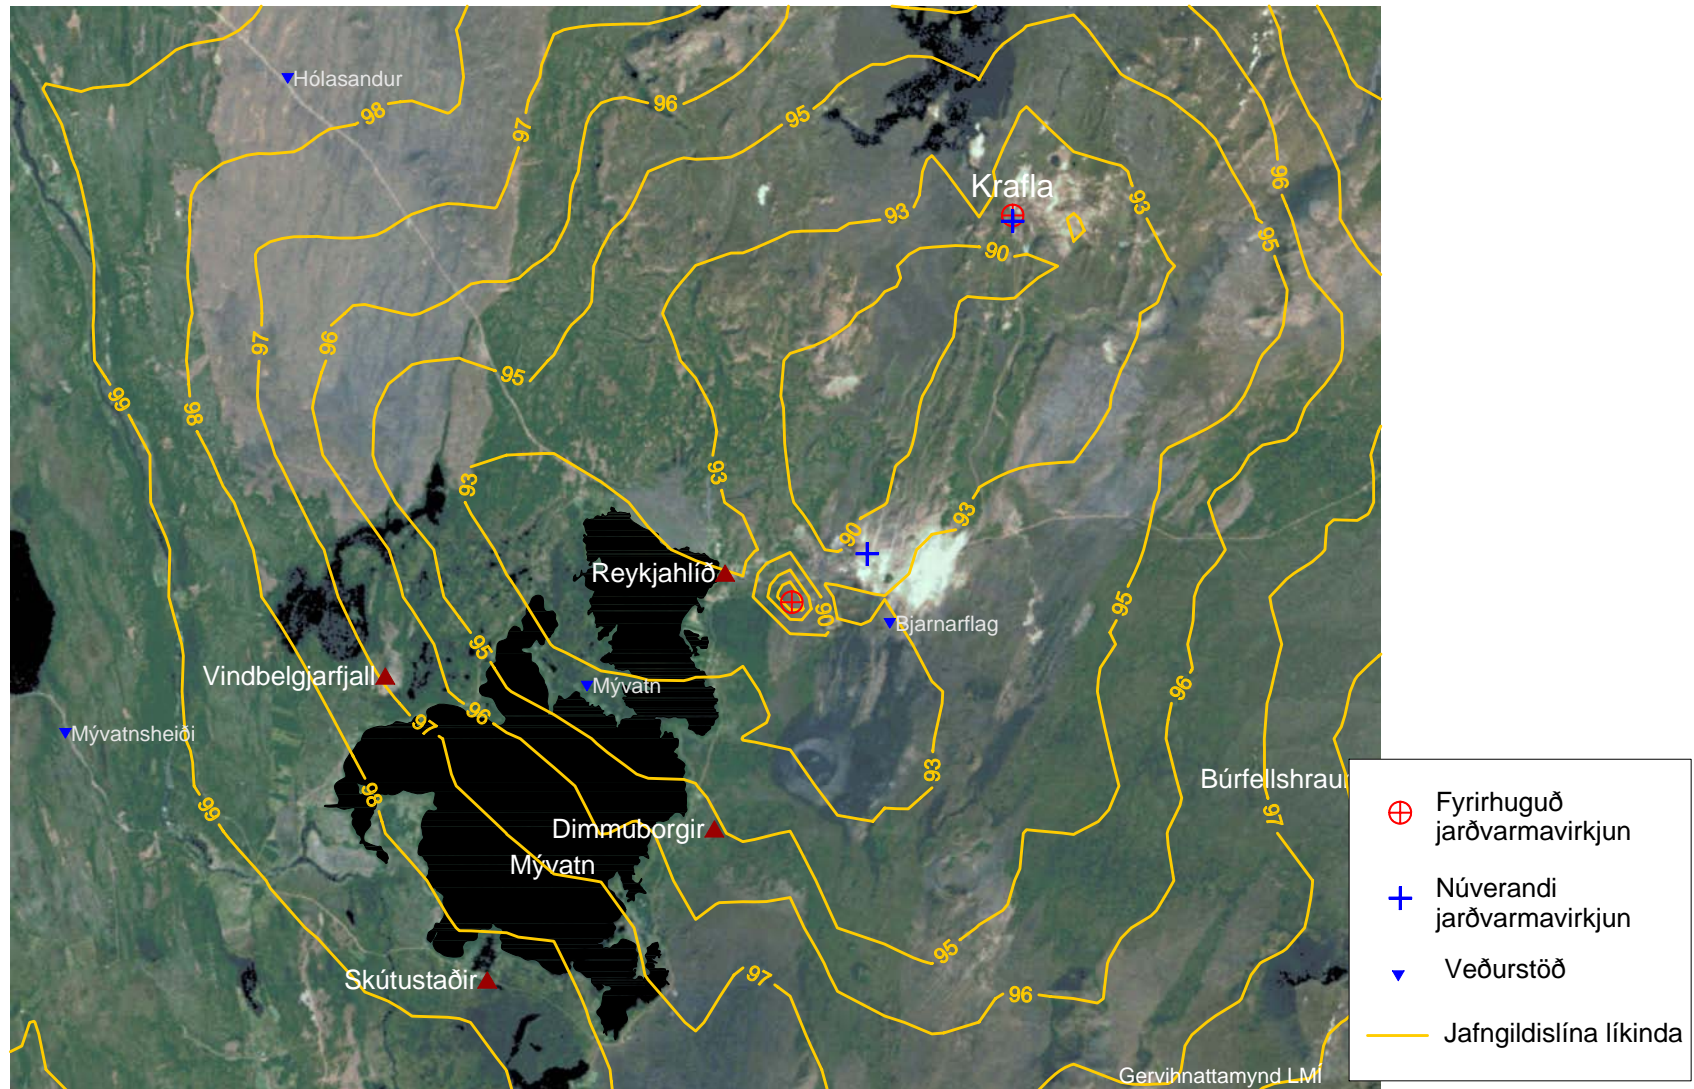 Hólasandur
98
97
96
95
96
Krafla
93
93
95
90
97
96
95
99
98
93
93
93
90
Reykjahlíð
90
95
Bjarnarflag
95
Vindbelgjarfjall
Mývatn
96
96
97
Mývatnsheiði
93
Búrfellshraun
98
99
97
Dimmuborgir
Mývatn
95
Skútustaðir
97
96
Gervihnattamynd LMÍ
Fyrirhuguð
jarðvarmavirkjun
Núverandi
jarðvarmavirkjun
Veðurstöð
Jafngildislína líkinda